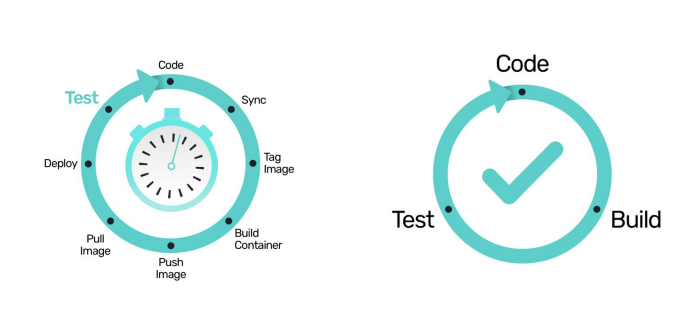 Code
Sync
Tag
Image
Build
Container
Push
Image
Pull
Image
Deploy
Test
Code
Build
Test